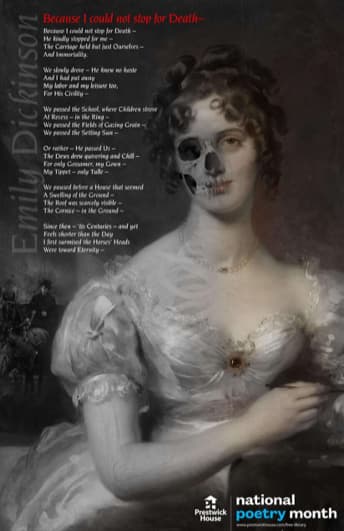 Because I could not stop for Death–
Because I could not stop for Death –
He kindly stopped for me –
The Carriage held but just Ourselves –
And Immortality.
We slowly drove – He knew no haste
And I had put away
My labor and my leisure too,
For His Civility –
We passed the School, where Children strove
At Recess – in the Ring –
We passed the Fields of Gazing Grain –
We passed the Setting Sun –
Or rather – He passed Us –
The Dews drew quivering and Chill –
For only Gossamer, my Gown –
My Tippet – only Tulle –
We paused before a House that seemed
A Swelling of the Ground –
The Roof was scarcely visible –
The Cornice – in the Ground –
Since then – 'tis Centuries – and yet
Feels shorter than the Day
I first surmised the Horses' Heads
Were toward Eternity –
Emily Dickinson
Prestwick
House
national
poetry month
www.prestwickhouse.com/free-library